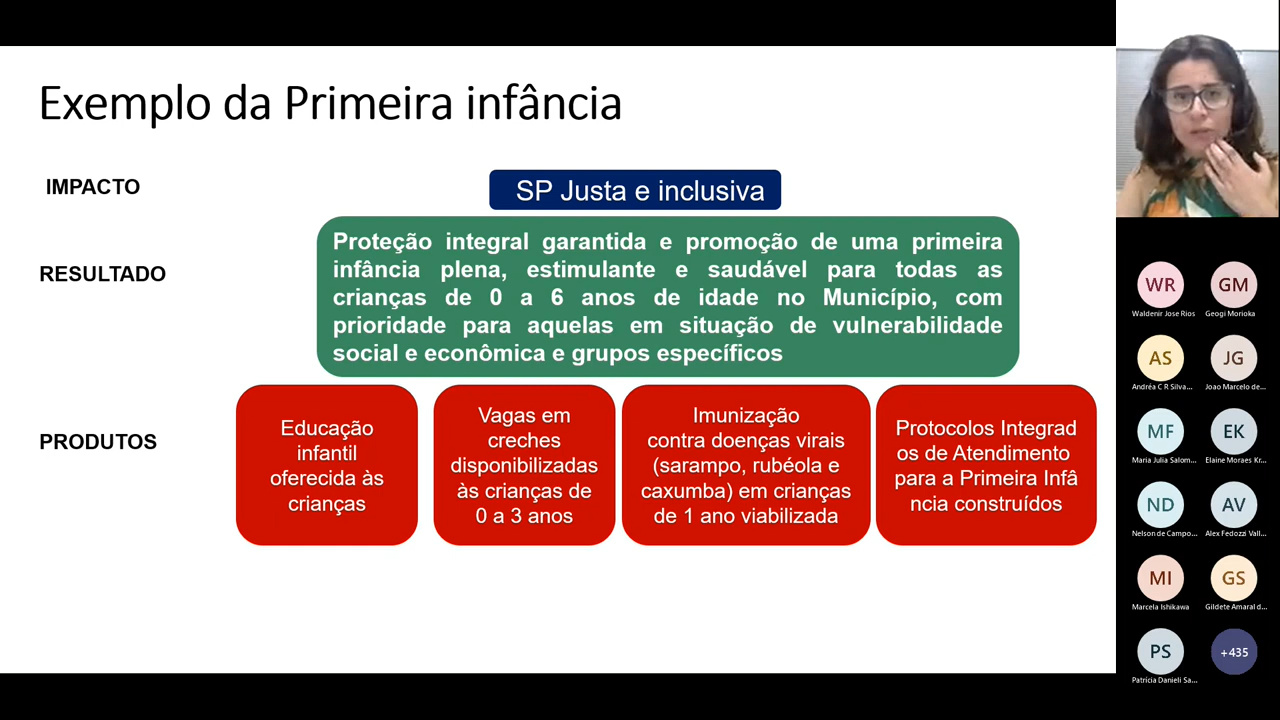 Exemplo da Primeira infância
IMPACTO
SP Justa e inclusiva
RESULTADO
Proteção integral garantida e promoção de uma primeira
infância plena, estimulante e saudável para todas as
crianças de 0 a 6 anos de idade no Município, com
prioridade para aquelas em situação de vulnerabilidade
social e econômica e grupos específicos
PRODUTOS
Educação
infantil
oferecida às
crianças
Vagas em
creches
disponibilizadas
às crianças de
0 a 3 anos
Imunização
contra doenças virais
(sarampo, rubéola e
caxumba) em crianças
de 1 ano viabilizada
Protocolos Integrad
os de Atendimento
para a Primeira Infâ
ncia construídos
WR
Waldenir Jose Rios
GM
Geogi Morioka
AS
Andréa C R Silva...
JG
Joao Marcelo de...
MF
Maria Julia Salom...
EK
Elaine Moraes Kr...
ND
Nelson de Campo...
AV
Alex Fedozzi Vall...
MI
Marcela Ishikawa
GS
Gildete Amaral d...
PS
Patrícia Danieli Sa...
+435